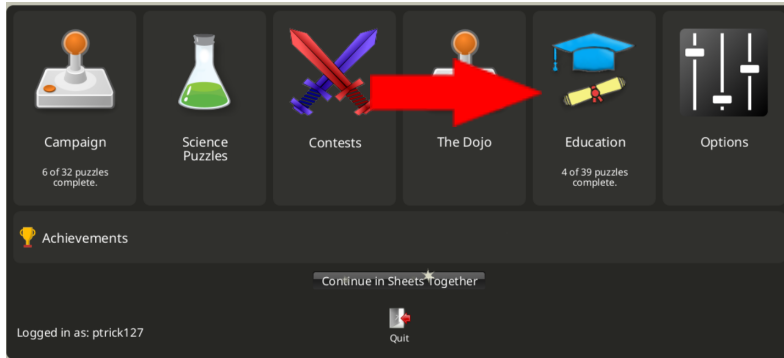 Campaign
6 of 32 puzzles
complete.
Science
Puzzles
Contests
The Dojo
Education
4 of 39 puzzles
complete.
Options
Achievements
Continue in Sheets Together
Logged in as: ptrick127
Quit